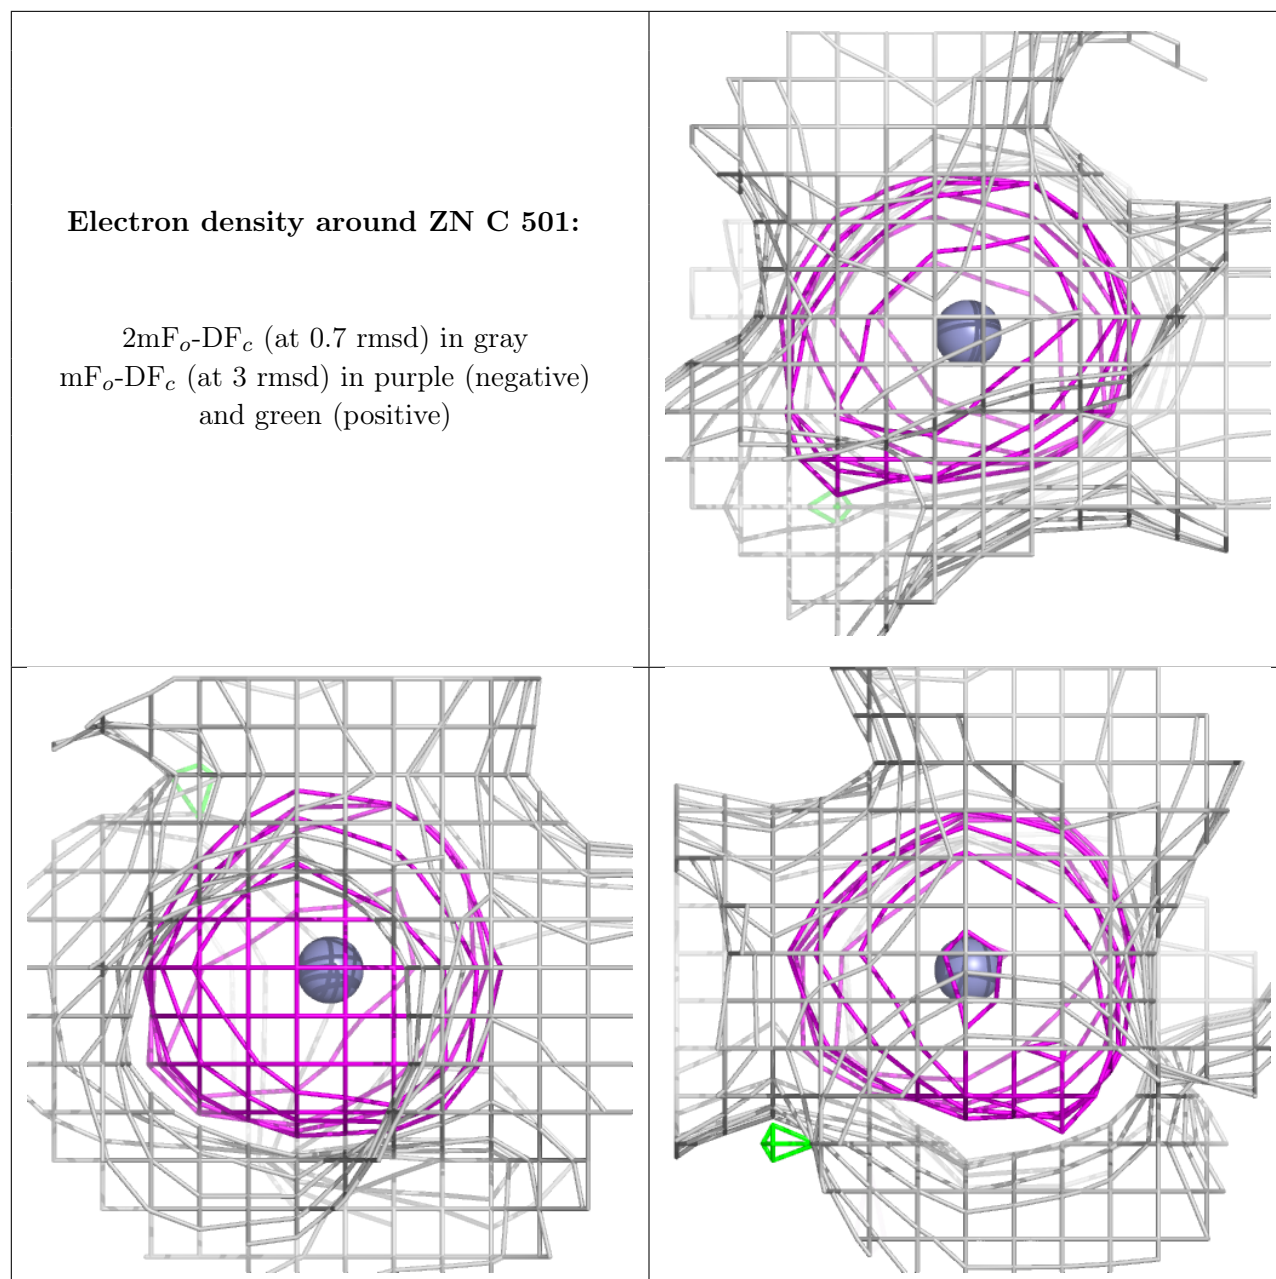 Electron density around ZN C 501:
2mFo-DFc (at 0.7 rmsd) in gray
mFo-DFc (at 3 rmsd) in purple (negative)
and green (positive)